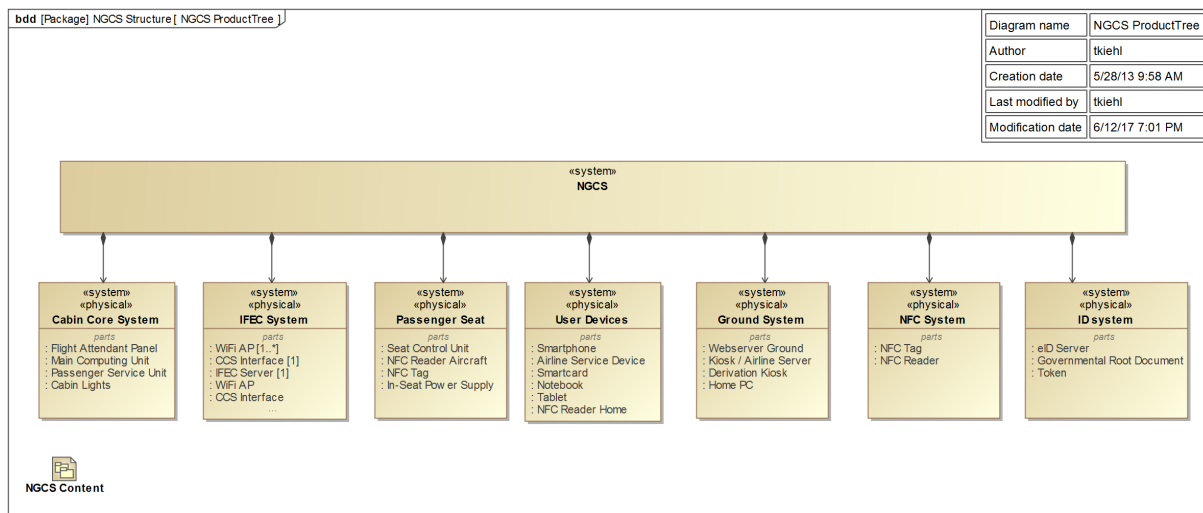 bdd [Package] NGCS Structure [ NGCS ProductTree ]
Diagram name NGCS ProductTree
Author tkiehl
Creation date 5/28/13 9:58 AM
Last modified by tkiehl
Modification date 6/12/17 7:01 PM
«system»
NGCS
«system»
«physical»
Cabin Core System
parts
: Flight Attendant Panel
: Main Computing Unit
: Passenger Service Unit
: Cabin Lights
«system»
«physical»
IFEC System
parts
: WiFi AP [1..*]
: CCS Interface [1]
: IFEC Server [1]
: WiFi AP
: CCS Interface
...
«system»
«physical»
Passenger Seat
parts
: Seat Control Unit
: NFC Reader Aircraft
: NFC Tag
: In-Seat Power Supply
«system»
«physical»
User Devices
parts
: Smartphone
: Airline Service Device
: Smartcard
: Notebook
: Tablet
: NFC Reader Home
«system»
«physical»
Ground System
parts
: Webserver Ground
: Kiosk / Airline Server
: Derivation Kiosk
: Home PC
«system»
«physical»
NFC System
parts
: NFC Tag
: NFC Reader
«system»
«physical»
ID system
parts
: eID Server
: Governmental Root Document
: Token
NGCS Content